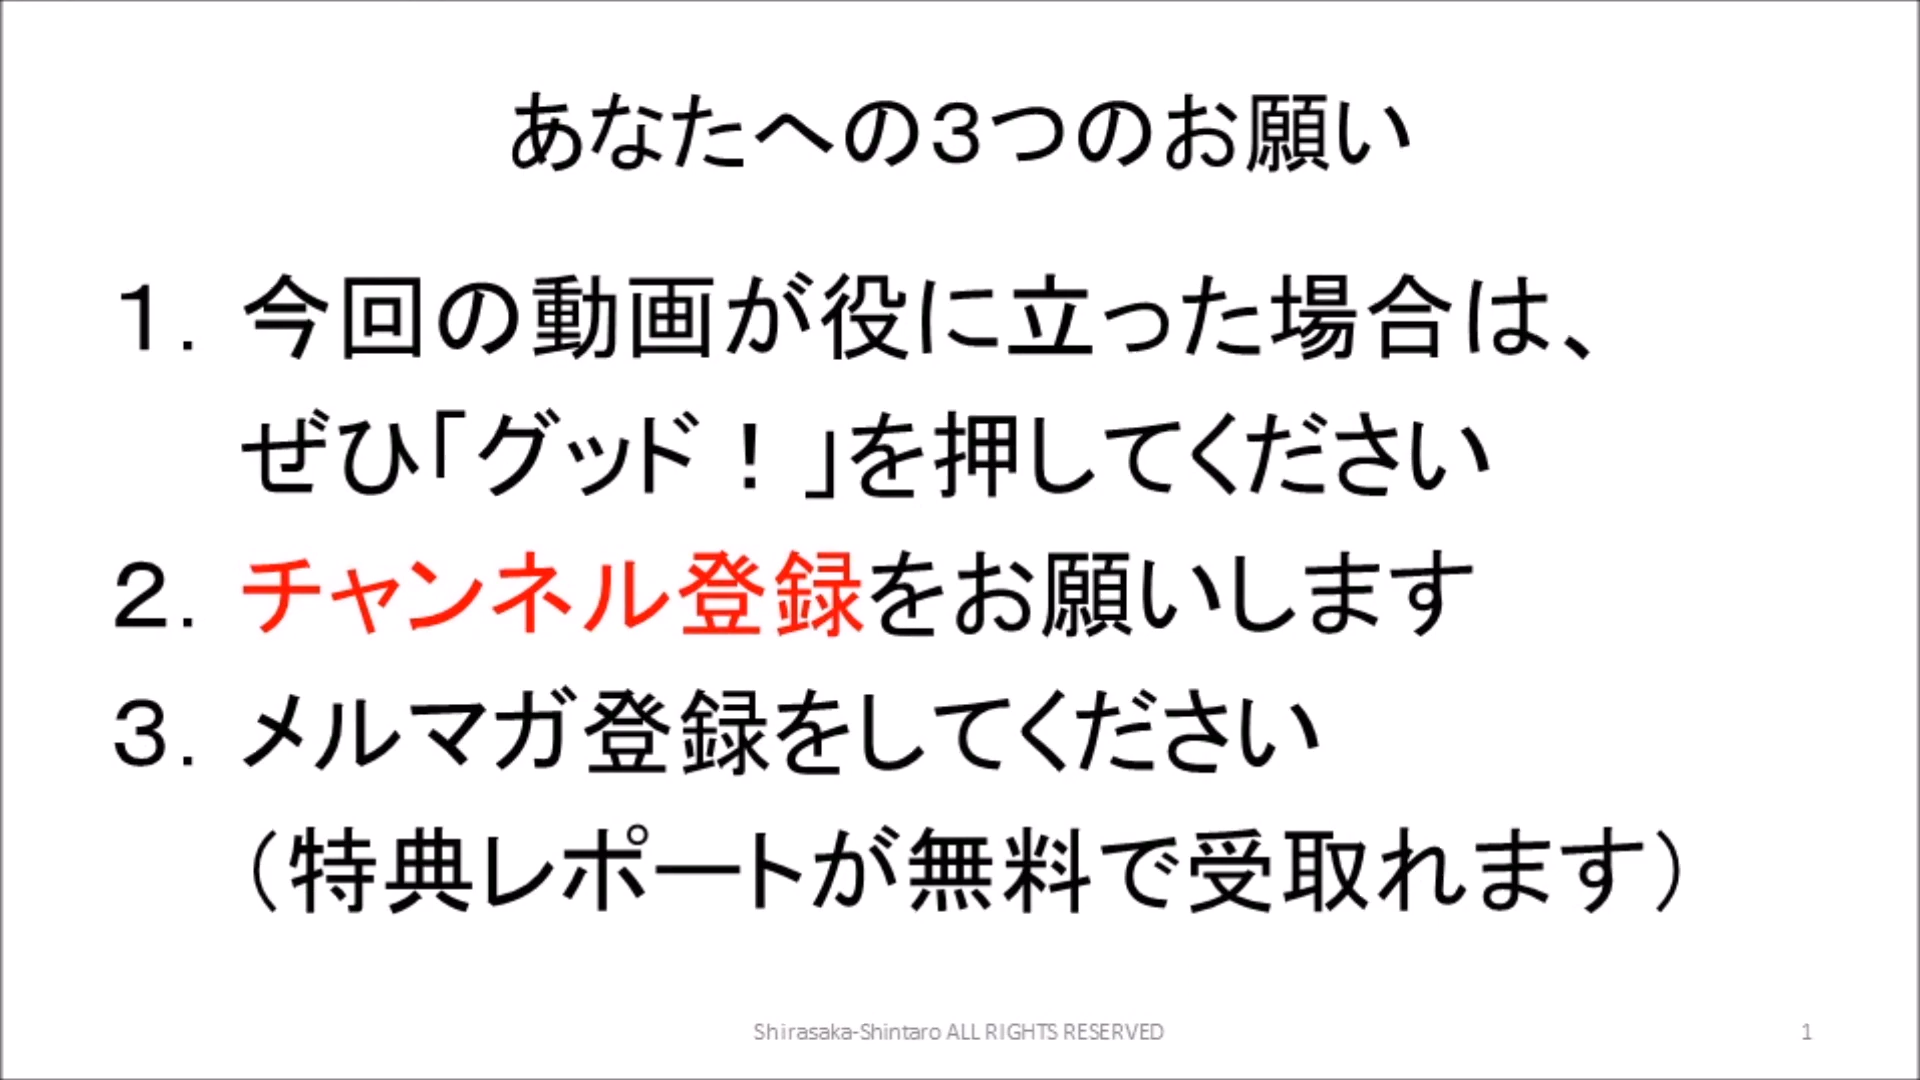 あなたへの３つのお願い
１．今回の動画が役に立った場合は、
ぜひ「グッド！」を押してください
２．チャンネル登録をお願いします
３．メルマガ登録をしてください
（特典レポートが無料で受取れます）
Shirasaka-Shintaro ALL RIGHTS RESERVED
1